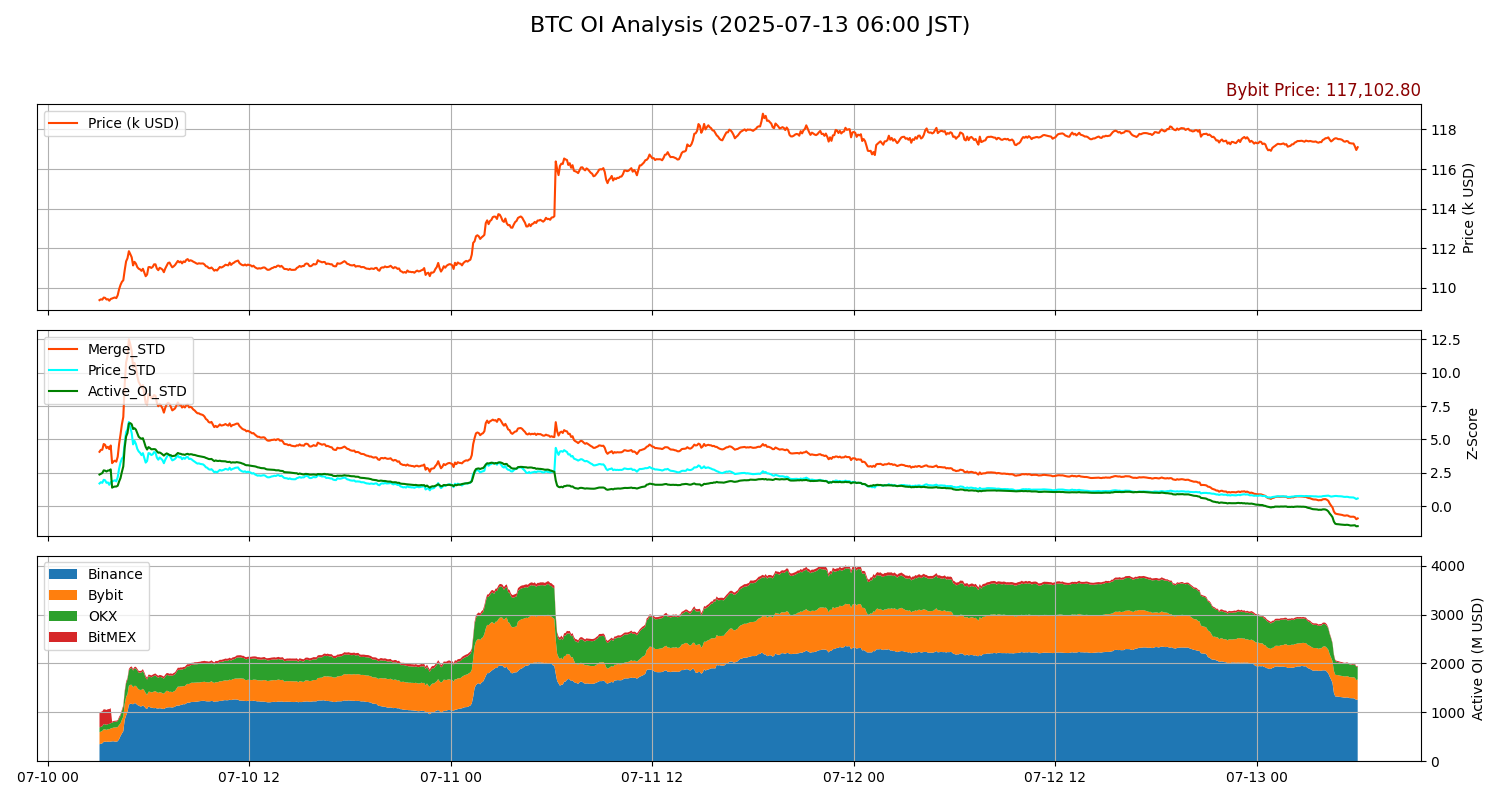 BTC OI Analysis (2025-07-13 06:00 JST)
Bybit Price: 117,102.80
Price (k USD)
118
116
114
112
110
Price (k USD)
Merge_STD
Price_STD
Active_OI_STD
12.5
10.0
7.5
5.0
2.5
0.0
Z-Score
Binance
Bybit
OKX
BitMEX
4000
3000
2000
1000
0
Active OI (M USD)
07-10 00
07-10 12
07-11 00
07-11 12
07-12 00
07-12 12
07-13 00